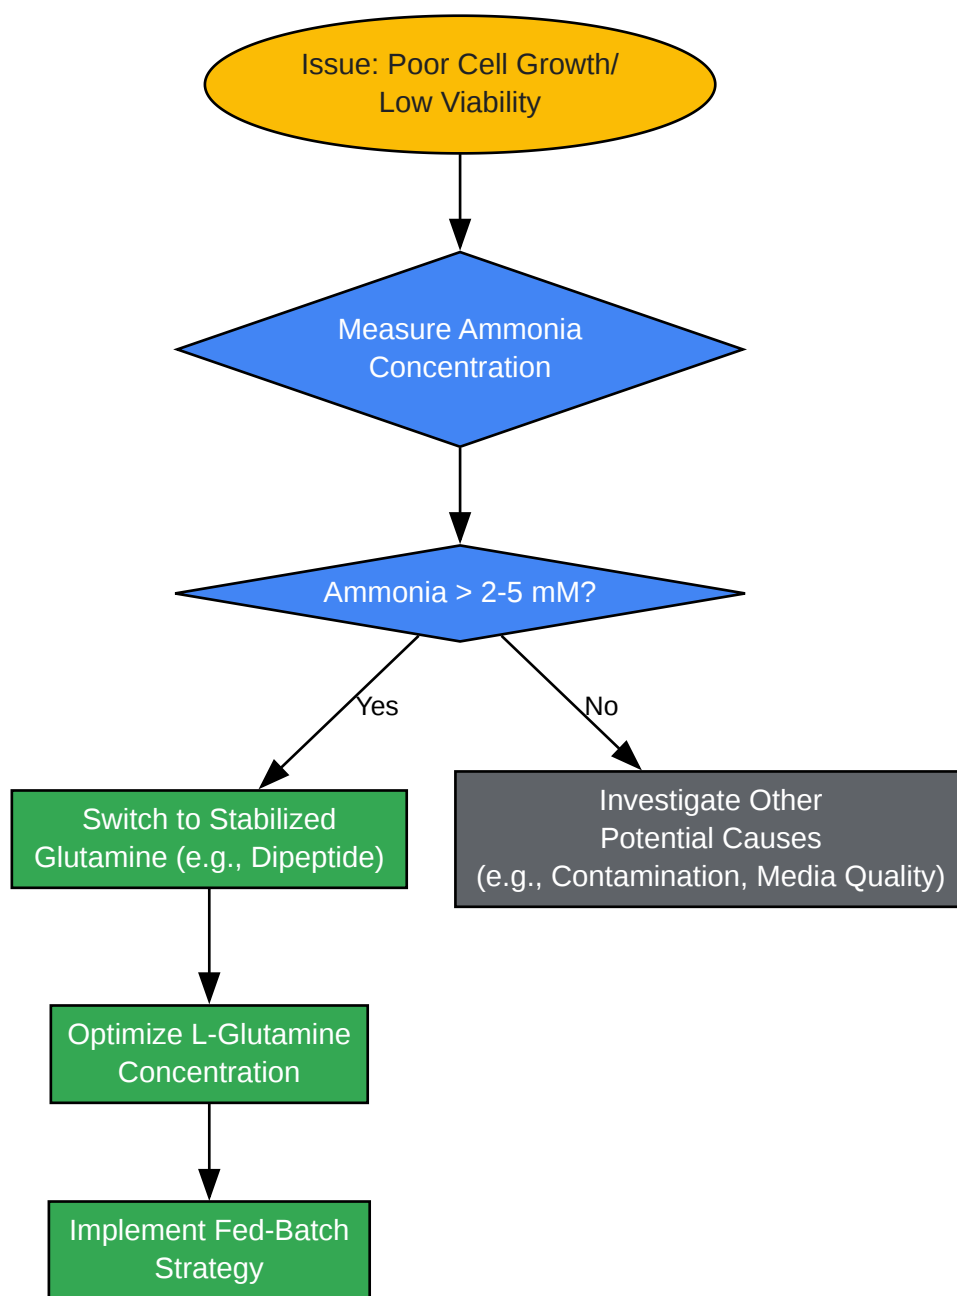 Issue: Poor Cell Growth/
Low Viability
Measure Ammonia
Concentration
Ammonia > 2-5 mM?
Yes
No
Switch to Stabilized
Glutamine (e.g., Dipeptide)
Investigate Other
Potential Causes
(e.g., Contamination, Media Quality)
Optimize L-Glutamine
Concentration
Implement Fed-Batch
Strategy